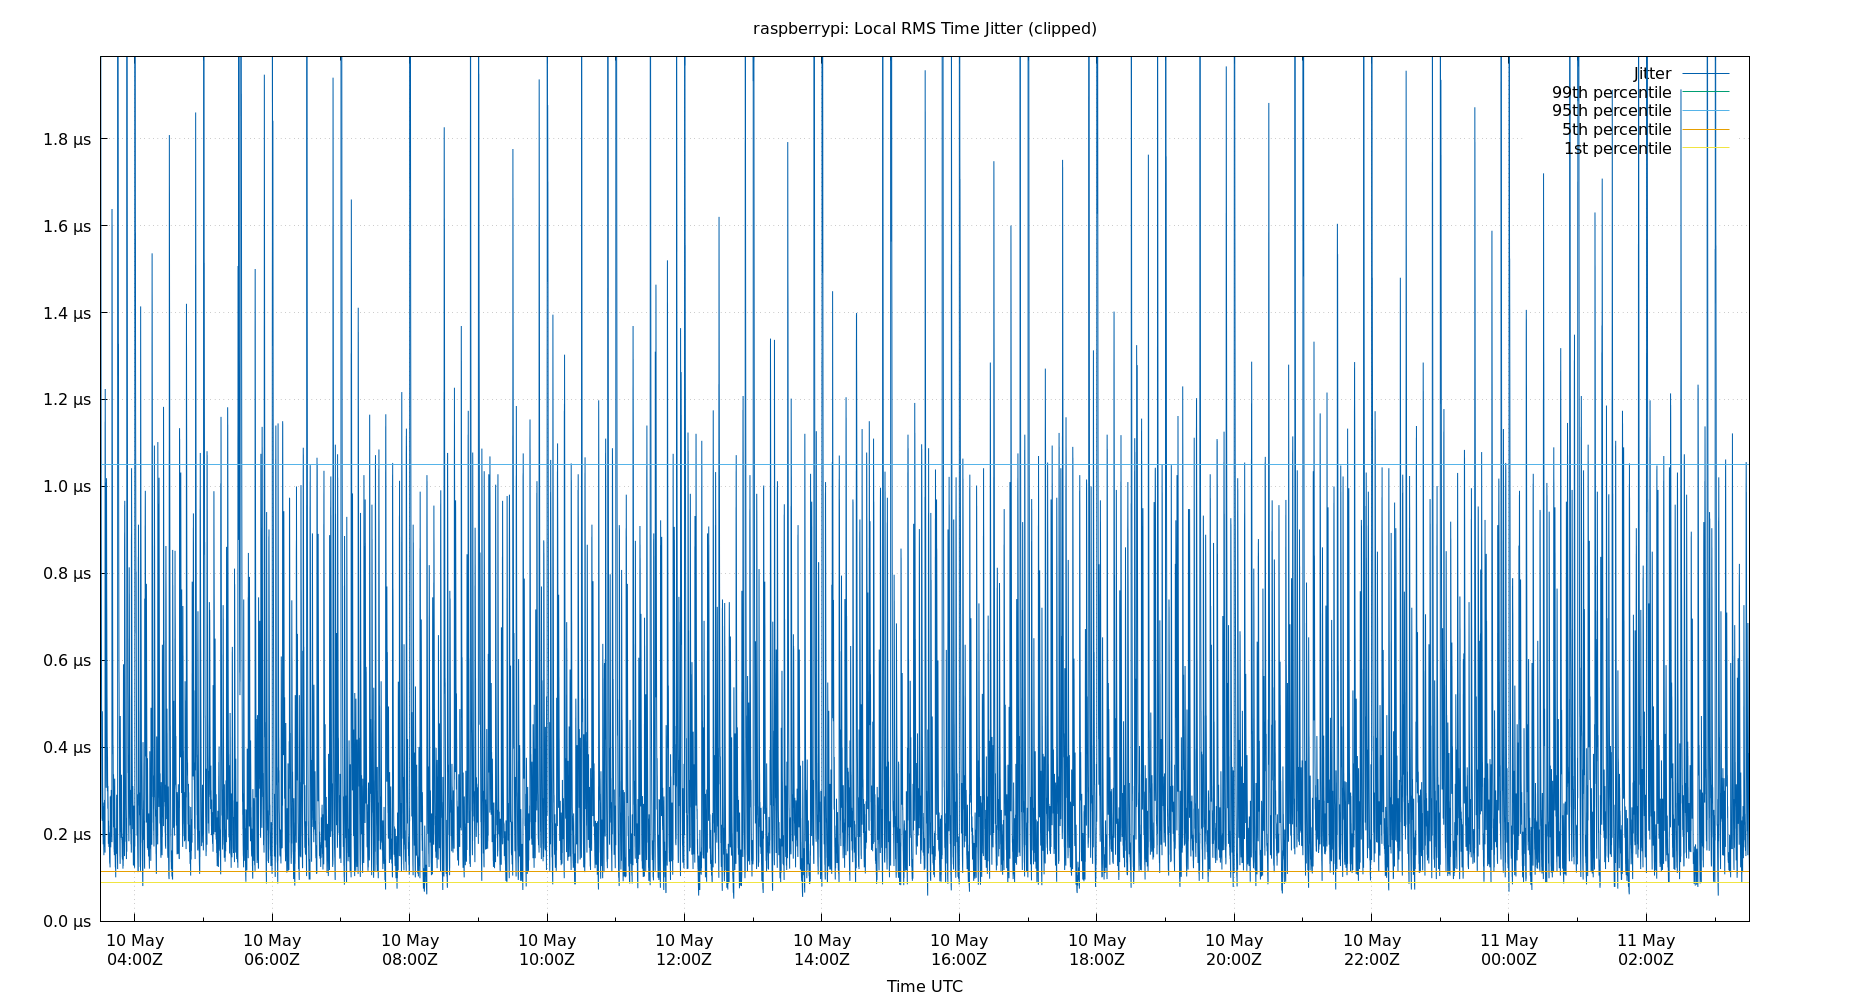 raspberrypi: Local RMS Time Jitter (clipped)
Jitter
99th percentile
95th percentile
5th percentile
1st percentile
1.8 µs
1.6 µs
1.4 µs
1.2 µs
1.0 µs
0.8 µs
0.6 µs
0.4 µs
0.2 µs
0.0 µs
10 May 10 May 10 May 10 May 10 May 10 May 10 May 10 May 10 May 10 May 11 May 11 May
04:00Z 06:00Z 08:00Z 10:00Z 12:00Z 14:00Z 16:00Z 18:00Z 20:00Z 22:00Z 00:00Z 02:00Z
Time UTC